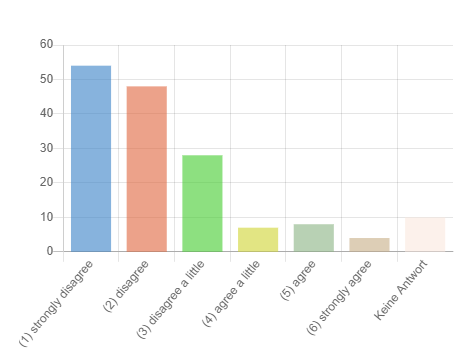 60
50
40
30
20
10
0
(1) strongly disagree
(2) disagree
(3) disagree a little
(4) agree a little
(5) agree
(6) strongly agree
Keine Antwort